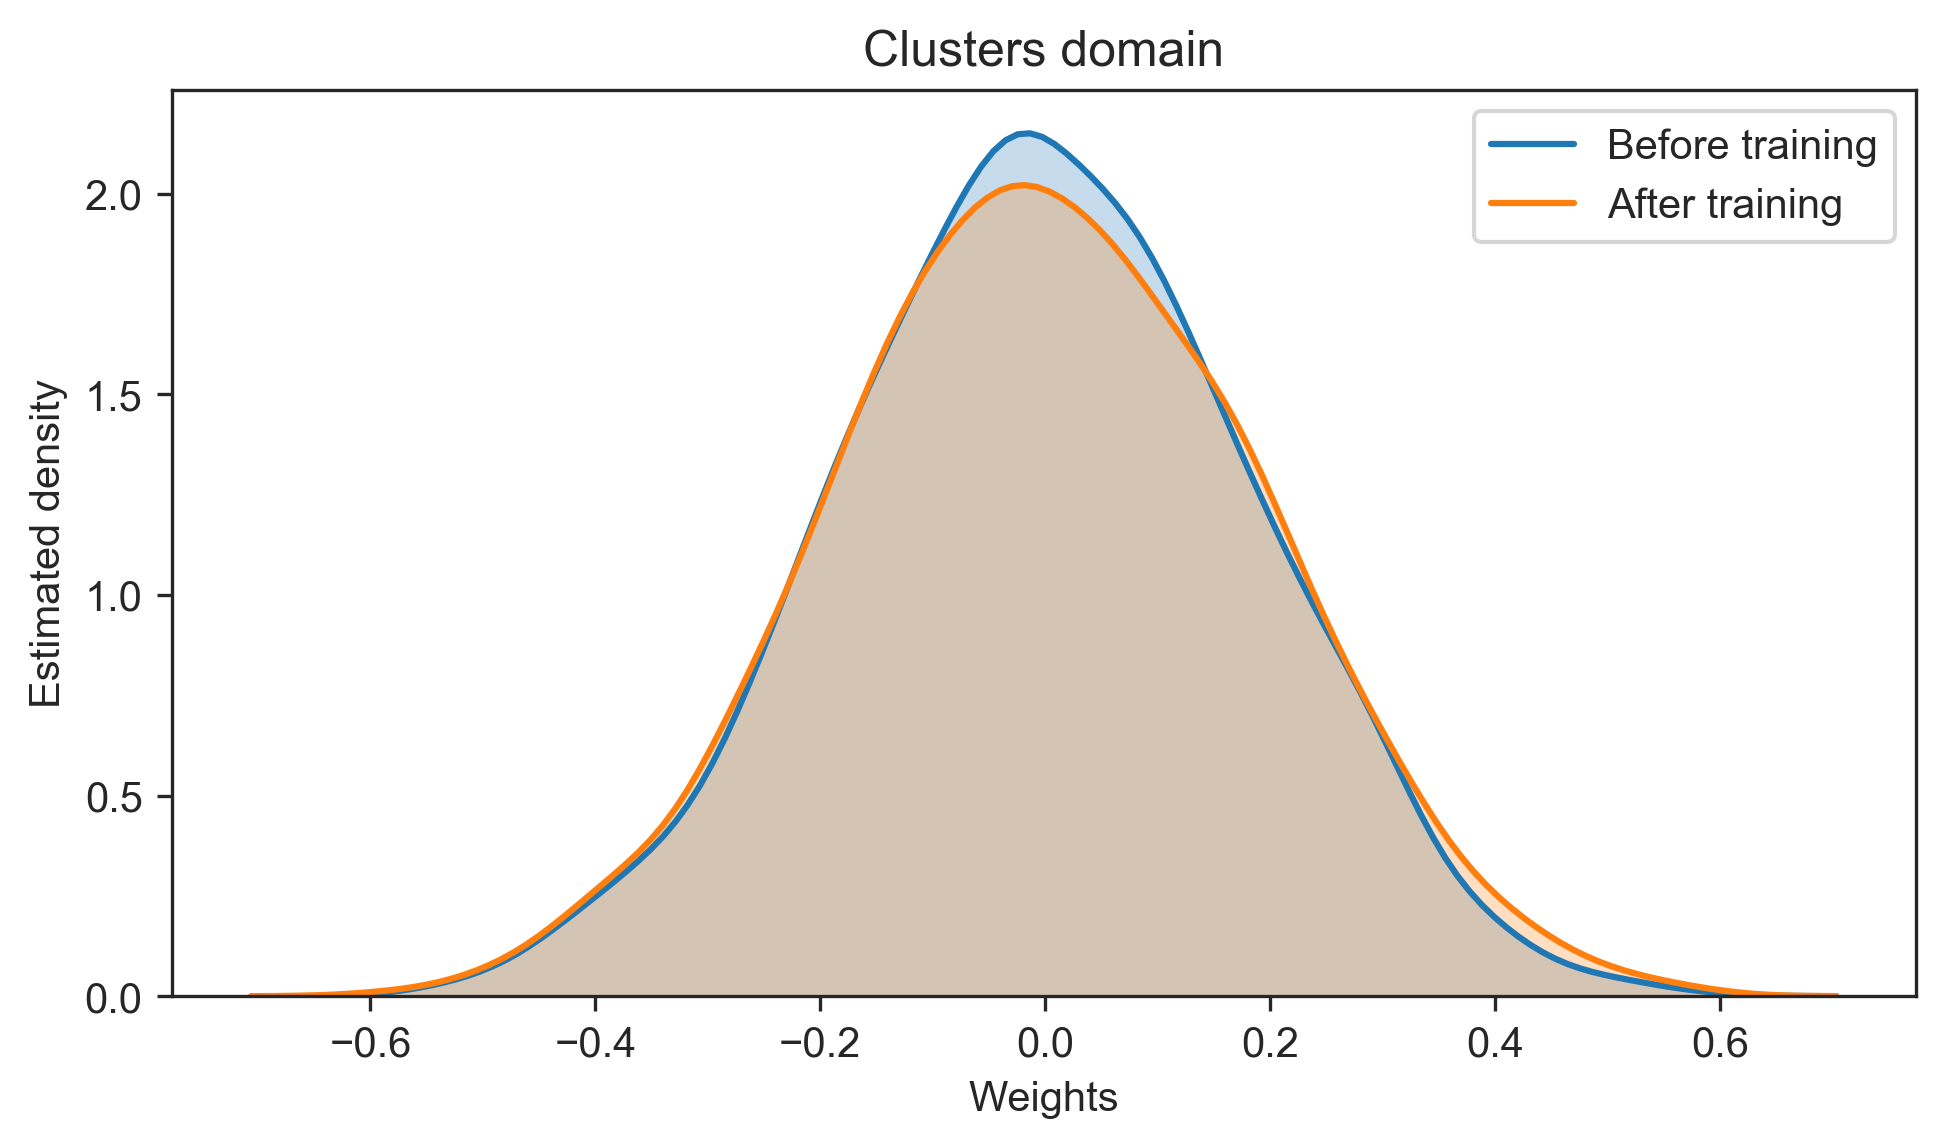 Clusters domain
Before training
After training
Estimated density
2.0
1.5
1.0
0.5
0.0
−0.6 −0.4 −0.2 0.0 0.2 0.4 0.6
Weights